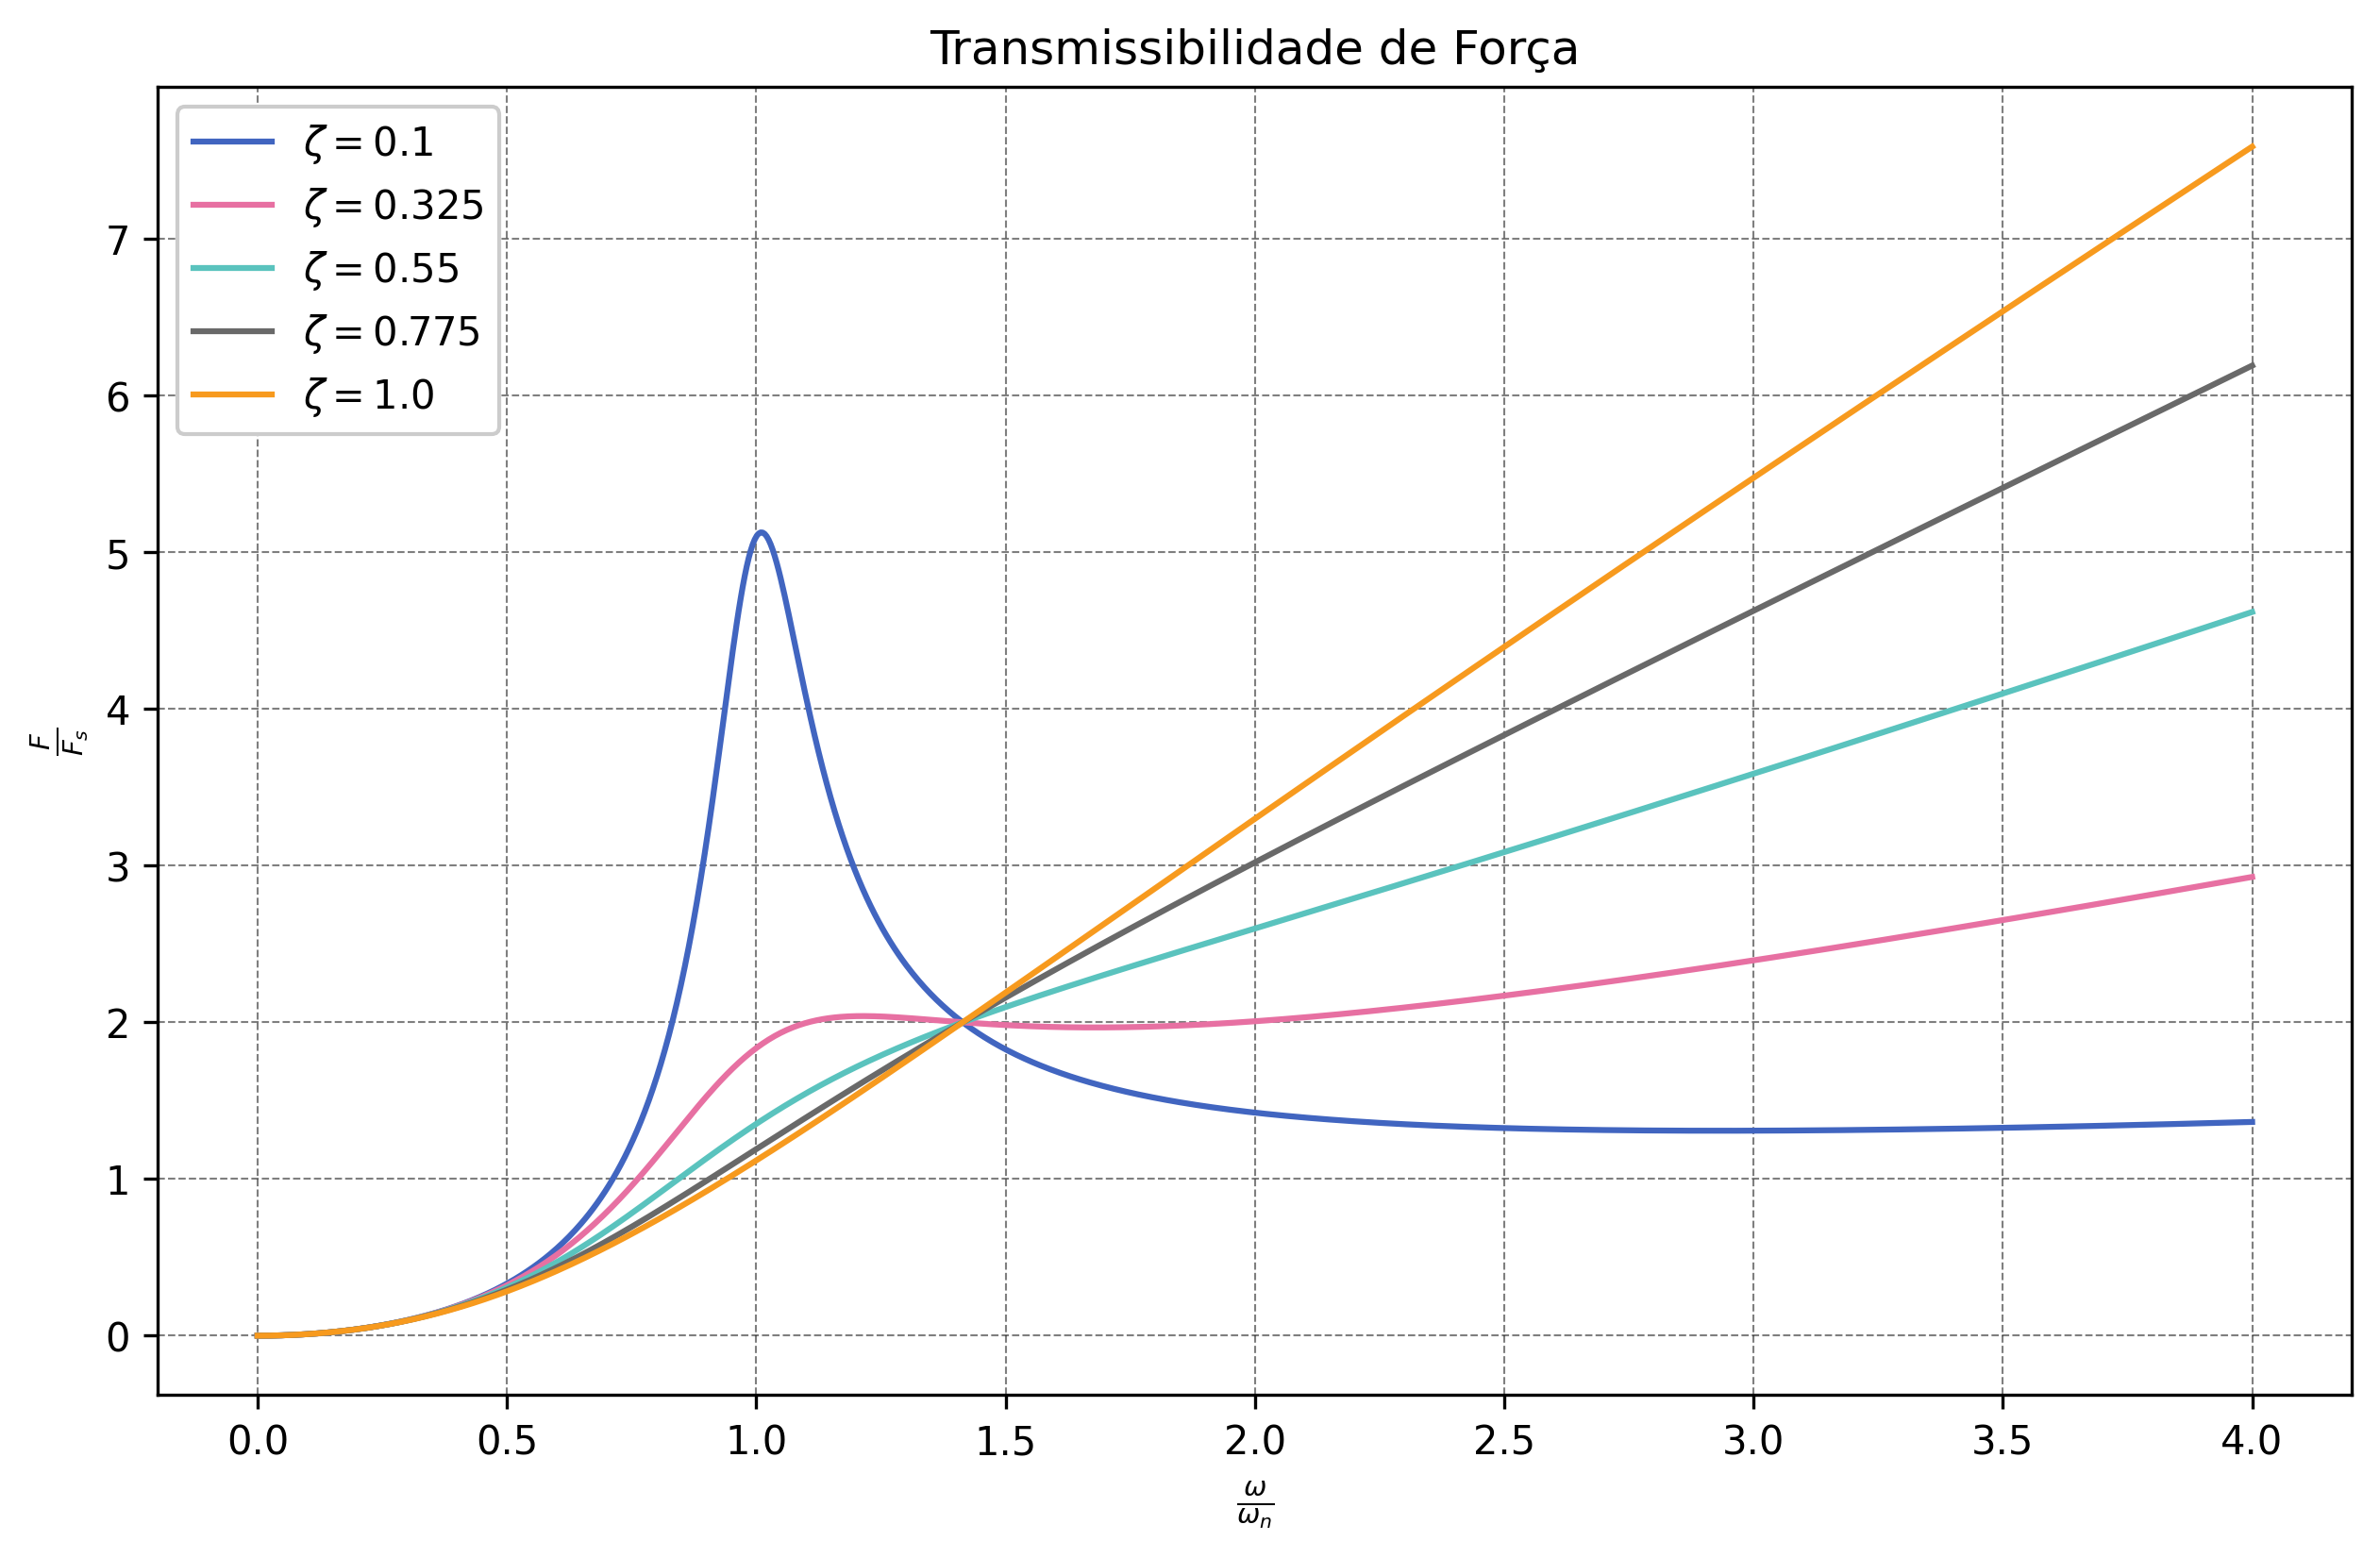 Transmissibilidade de Força
ζ = 0.1
ζ = 0.325
ζ = 0.55
ζ = 0.775
ζ = 1.0
7
6
5
4
3
2
1
0
F
F_s
0.0 0.5 1.0 1.5 2.0 2.5 3.0 3.5 4.0
ω
ω_n